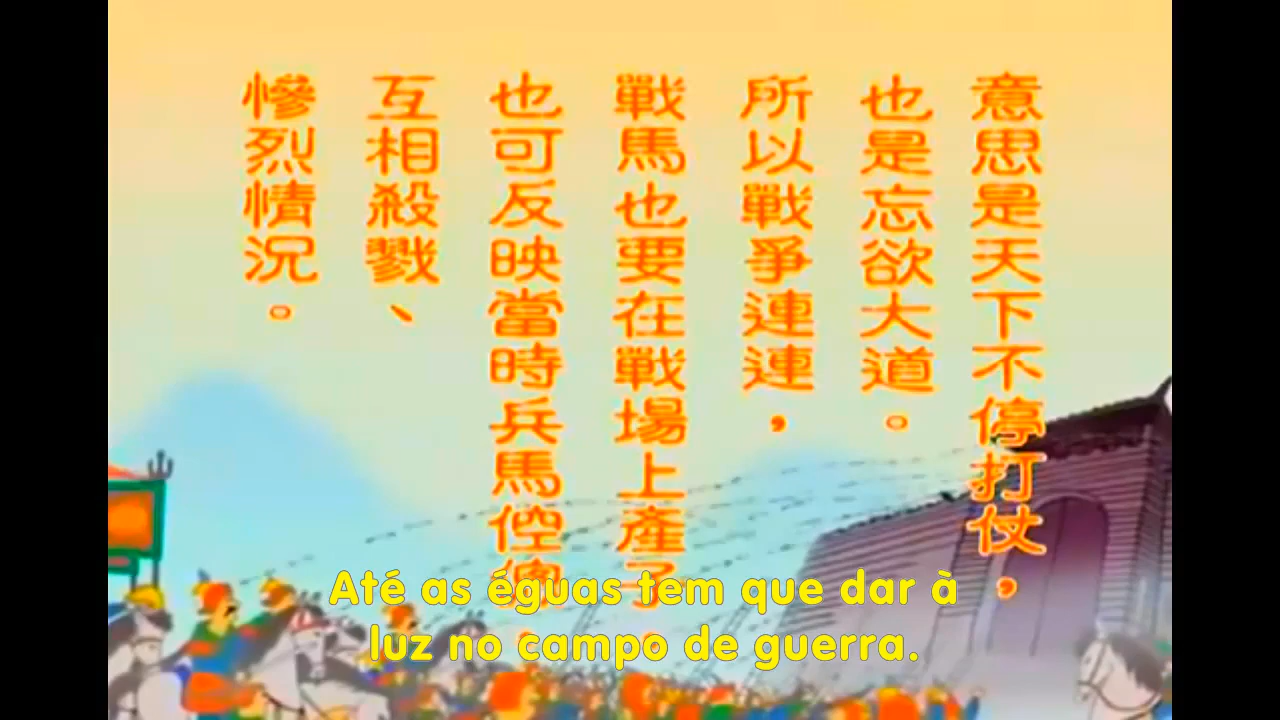 意思是天下不停打仗，
也是忘欲大道。
所以戰爭連連，
戰馬也要在戰場上產子。
也可反映當時兵馬倥傯、
互相殺戮、
慘烈情況。
Até as éguas tem que dar à
luz no campo de guerra.